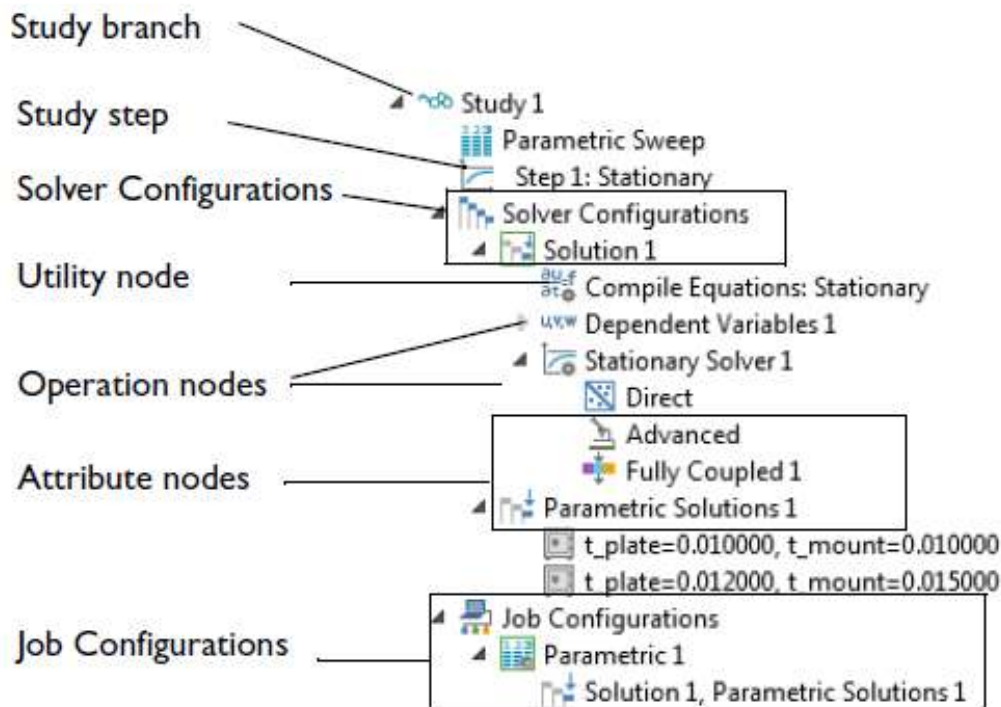 Study branch
Study 1
Study step
Parametric Sweep
Step 1: Stationary
Solver Configurations
Solver Configurations
Solution 1
Utility node
Compile Equations: Stationary
Dependent Variables 1
Operation nodes
Stationary Solver 1
Direct
Advanced
Attribute nodes
Fully Coupled 1
Parametric Solutions 1
t_plate=0.010000, t_mount=0.010000
t_plate=0.012000, t_mount=0.015000
Job Configurations
Job Configurations
Parametric 1
Solution 1, Parametric Solutions 1